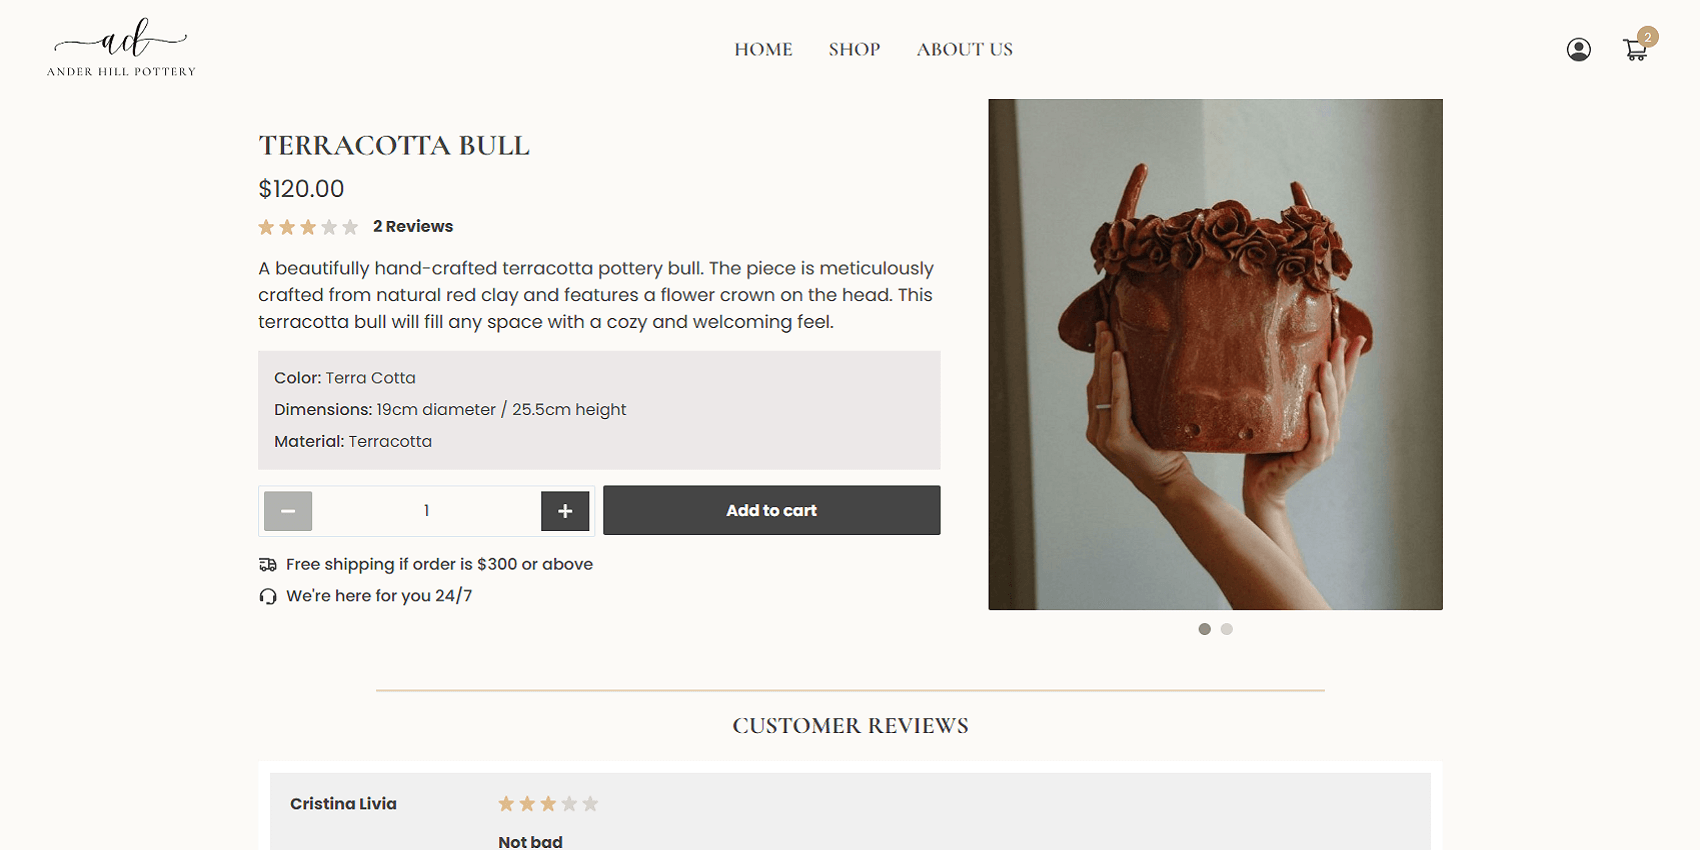 ad
ANDER HILL POTTERY
HOME SHOP ABOUT US
2
TERRACOTTA BULL
$120.00
2 Reviews
A beautifully hand-crafted terracotta pottery bull. The piece is meticulously
crafted from natural red clay and features a flower crown on the head. This
terracotta bull will fill any space with a cozy and welcoming feel.
Color: Terra Cotta
Dimensions: 19cm diameter / 25.5cm height
Material: Terracotta
− 1 + Add to cart
Free shipping if order is $300 or above
We're here for you 24/7
CUSTOMER REVIEWS
Cristina Livia
Not bad